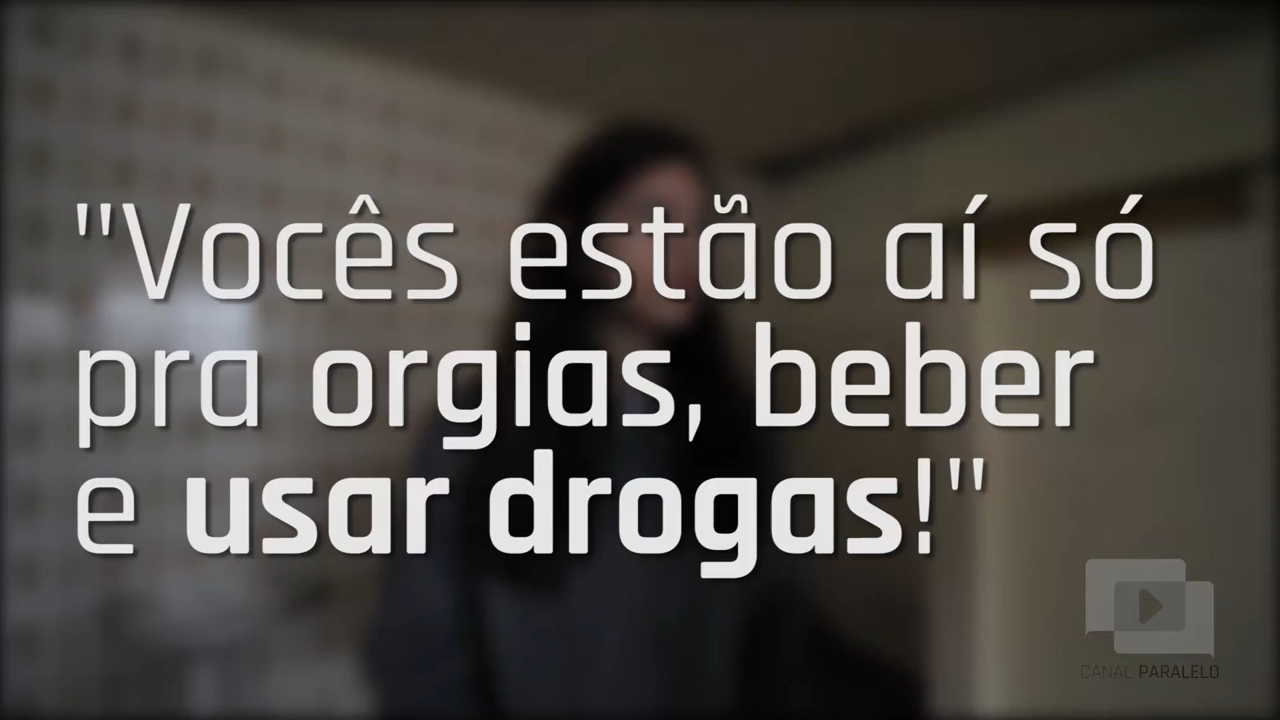 "Vocês estão aí só
pra orgias, beber
e usar drogas!"
CANAL PARALELO